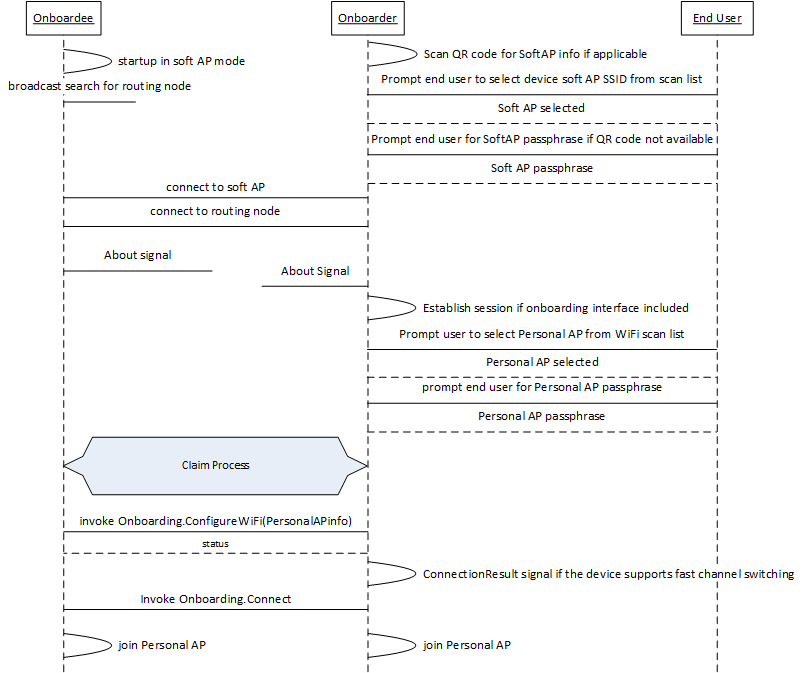 Onboardee
Onboarder
End User
startup in soft AP mode
Scan QR code for SoftAP info if applicable
broadcast search for routing node
Prompt end user to select device soft AP SSID from scan list
Soft AP selected
Prompt end user for SoftAP passphrase if QR code not available
Soft AP passphrase
connect to soft AP
connect to routing node
About signal
About Signal
Establish session if onboarding interface included
Prompt user to select Personal AP from WiFi scan list
Personal AP selected
prompt end user for Personal AP passphrase
Personal AP passphrase
Claim Process
invoke Onboarding.ConfigureWiFi(PersonalAPinfo)
status
ConnectionResult signal if the device supports fast channel switching
Invoke Onboarding.Connect
join Personal AP
join Personal AP